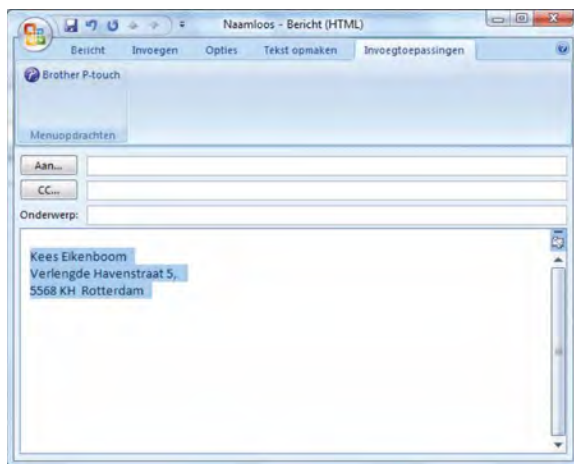 Naamloos - Bericht (HTML)
Bericht Invoegen Opties Tekst opmaken Invoegtoepassingen
Brother P-touch
Menuopdrachten
Aan...
CC...
Onderwerp:
Kees Eikenboom
Verlengde Havenstraat 5,
5568 KH Rotterdam